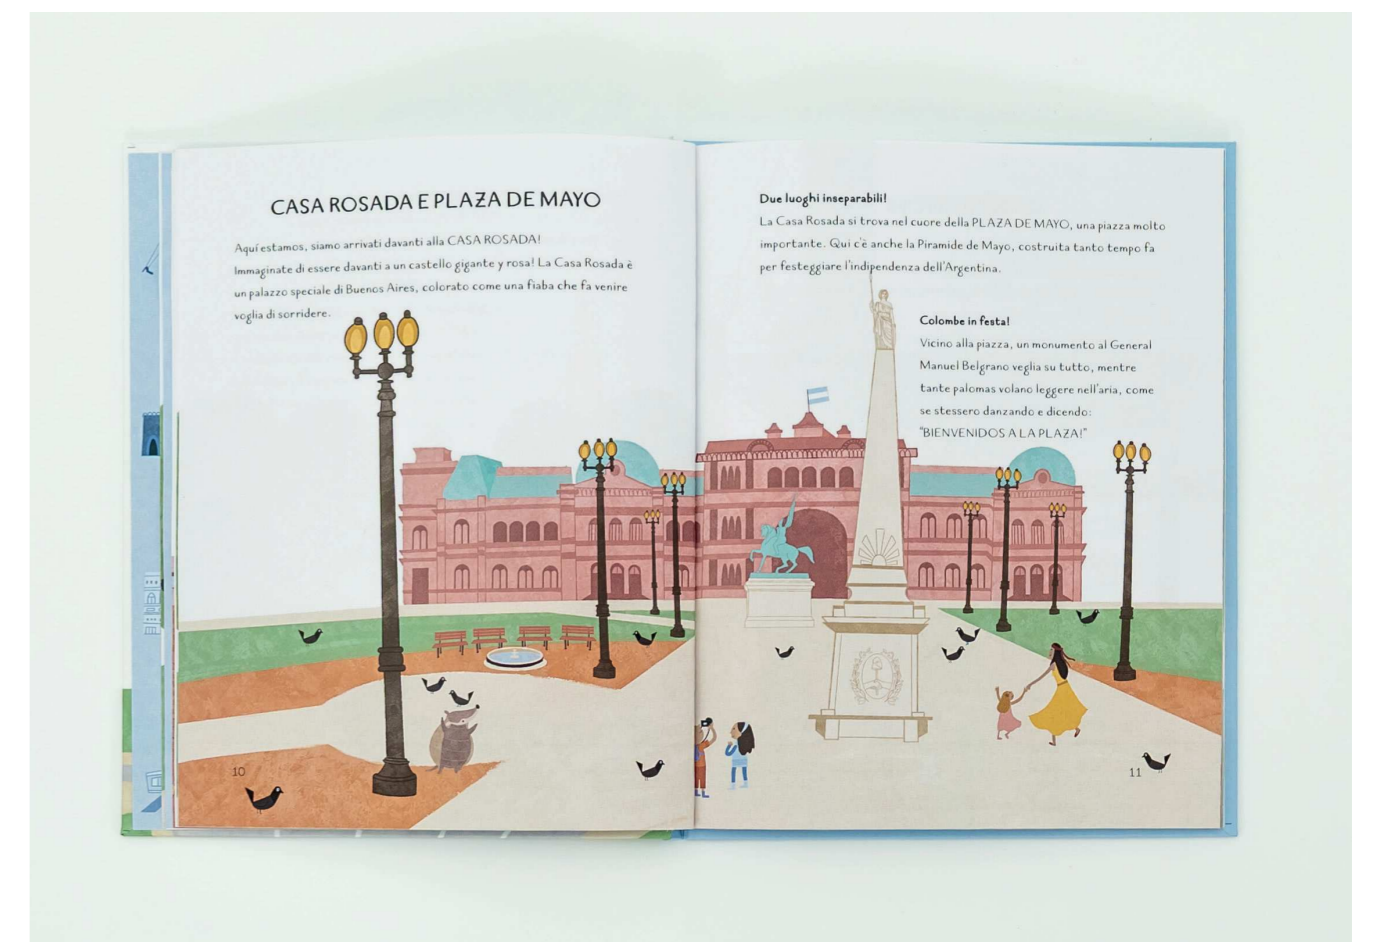 CASA ROSADA E PLAZA DE MAYO
Aquí estamos, siamo arrivati davanti alla CASA ROSADA!
Immaginate di essere davanti a un castello gigante y rosa! La Casa Rosada è
un palazzo speciale di Buenos Aires, colorato come una fiaba che fa venire
voglia di sorridere.
10
Due luoghi inseparabili!
La Casa Rosada si trova nel cuore della PLAZA DE MAYO, una piazza molto
importante. Qui c'è anche la Piramide de Mayo, costruita tanto tempo fa
per festeggiare l'indipendenza dell'Argentina.
Colombe in festa!
Vicino alla piazza, un monumento al General
Manuel Belgrano veglia su tutto, mentre
tante palomas volano leggere nell'aria, come
se stessero danzando e dicendo:
"BIENVENIDOS A LA PLAZA!"
11